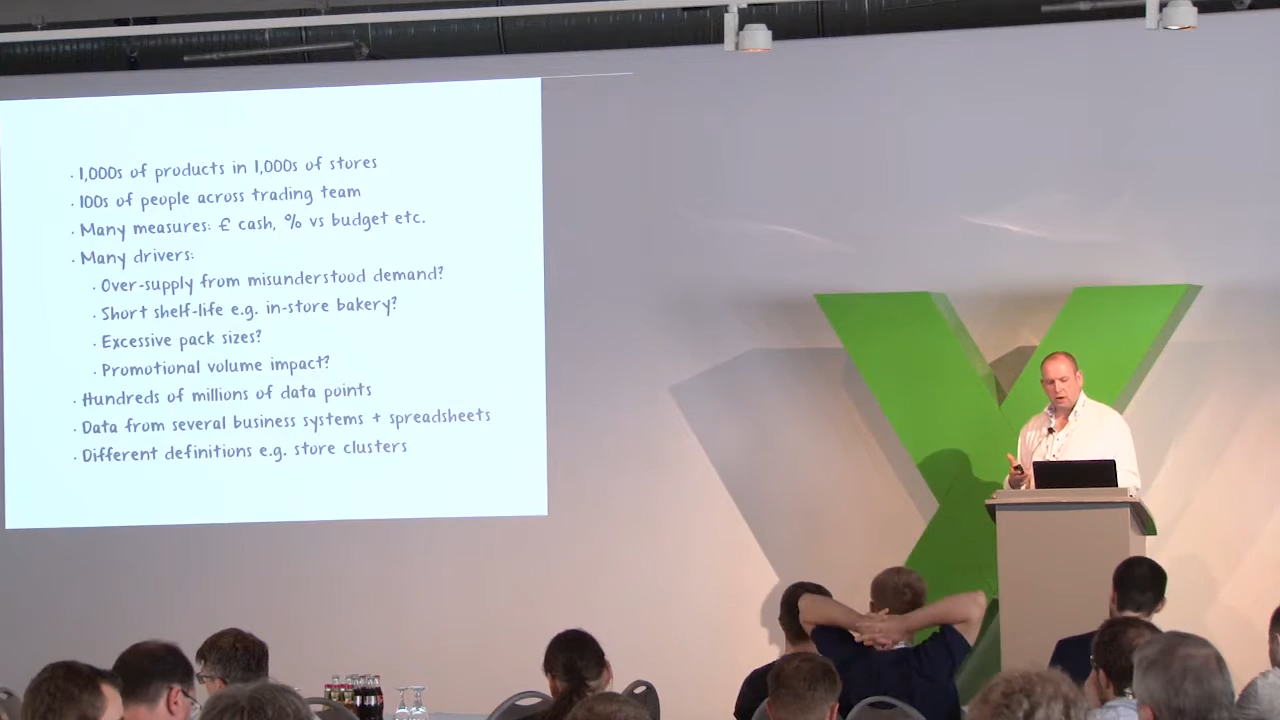 · 1,000s of products in 1,000s of stores
· 100s of people across trading team
· Many measures: £ cash, % vs budget etc.
· Many drivers:
· Over-supply from misunderstood demand?
· Short shelf-life e.g. in-store bakery?
· Excessive pack sizes?
· Promotional volume impact?
· Hundreds of millions of data points
· Data from several business systems + spreadsheets
· Different definitions e.g. store clusters
Y